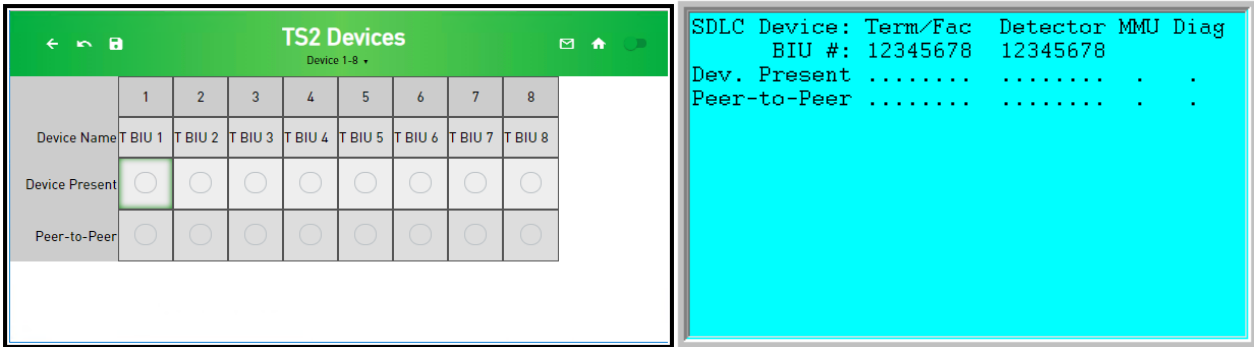 TS2 Devices
Device 1-8
1 2 3 4 5 6 7 8
Device Name T BIU 1 T BIU 2 T BIU 3 T BIU 4 T BIU 5 T BIU 6 T BIU 7 T BIU 8
Device Present
Peer-to-Peer
SDLC Device: Term/Fac Detector MMU Diag
BIU #: 12345678 12345678
Dev. Present ........ ........ . .
Peer-to-Peer ........ ........ . .